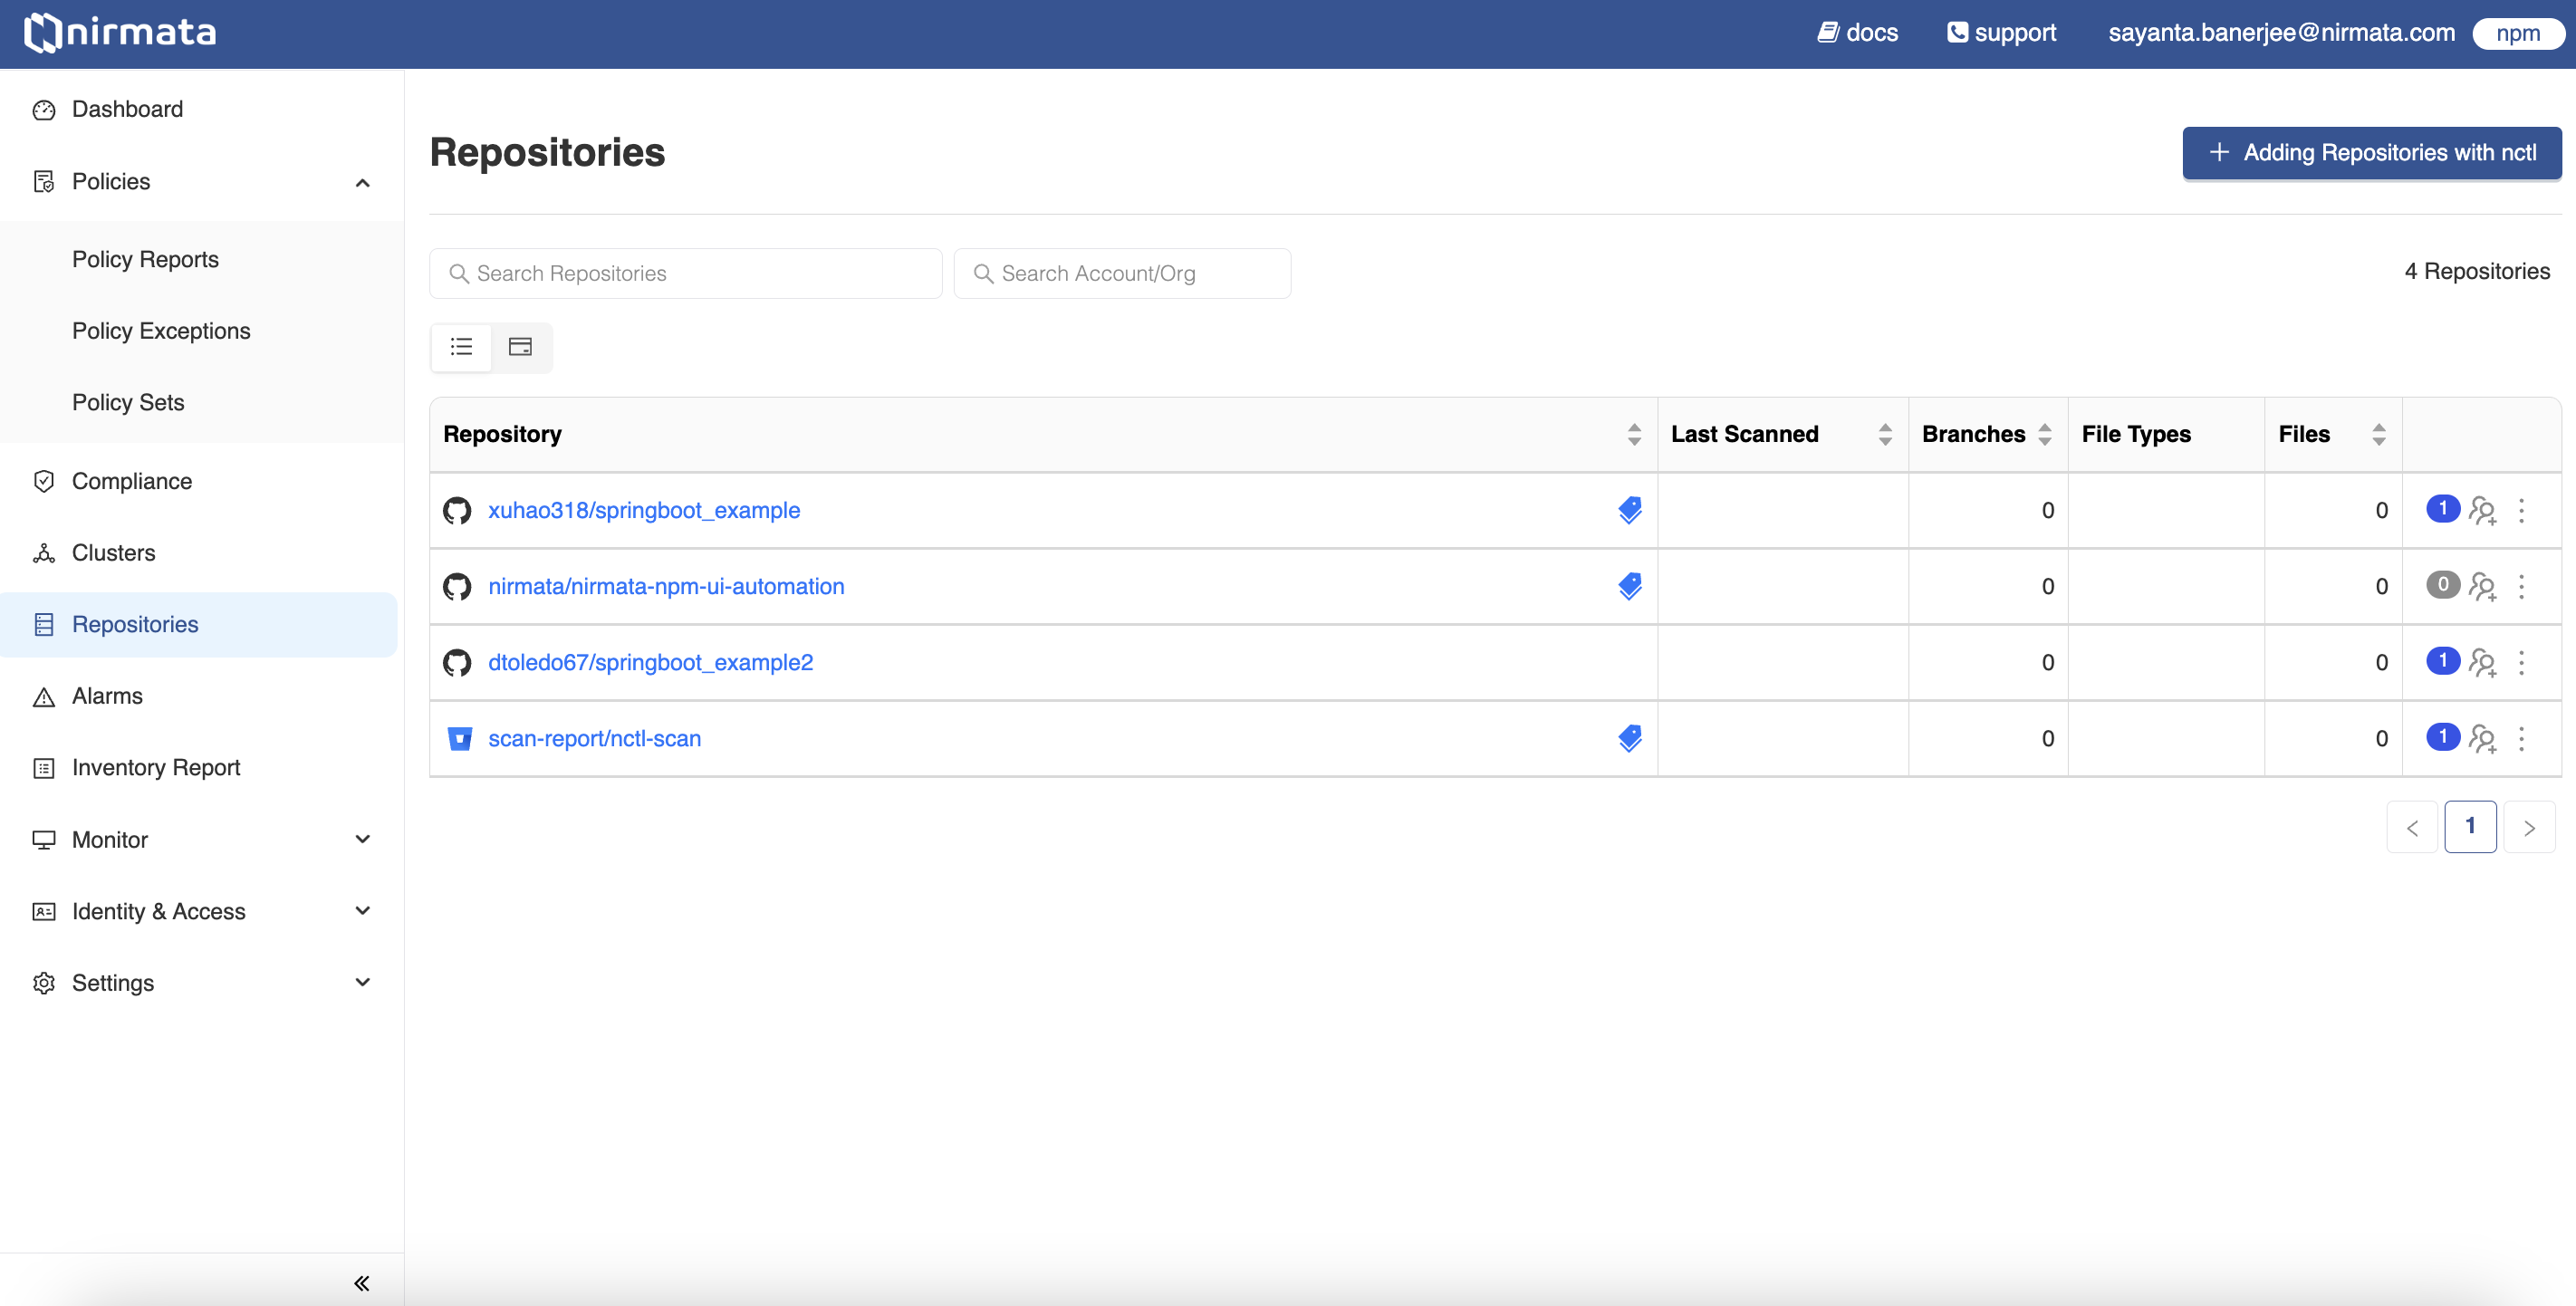 nirmata
docs support sayanta.banerjee@nirmata.com npm
Dashboard
Policies
Policy Reports
Policy Exceptions
Policy Sets
Compliance
Clusters
Repositories
Alarms
Inventory Report
Monitor
Identity & Access
Settings
Repositories
+ Adding Repositories with nctl
Search Repositories Search Account/Org 4 Repositories
Repository Last Scanned Branches File Types Files
xuhao318/springboot_example 0 0 1
nirmata/nirmata-npm-ui-automation 0 0 0
dtoledo67/springboot_example2 0 0 1
scan-report/nctl-scan 0 0 1
< 1 >